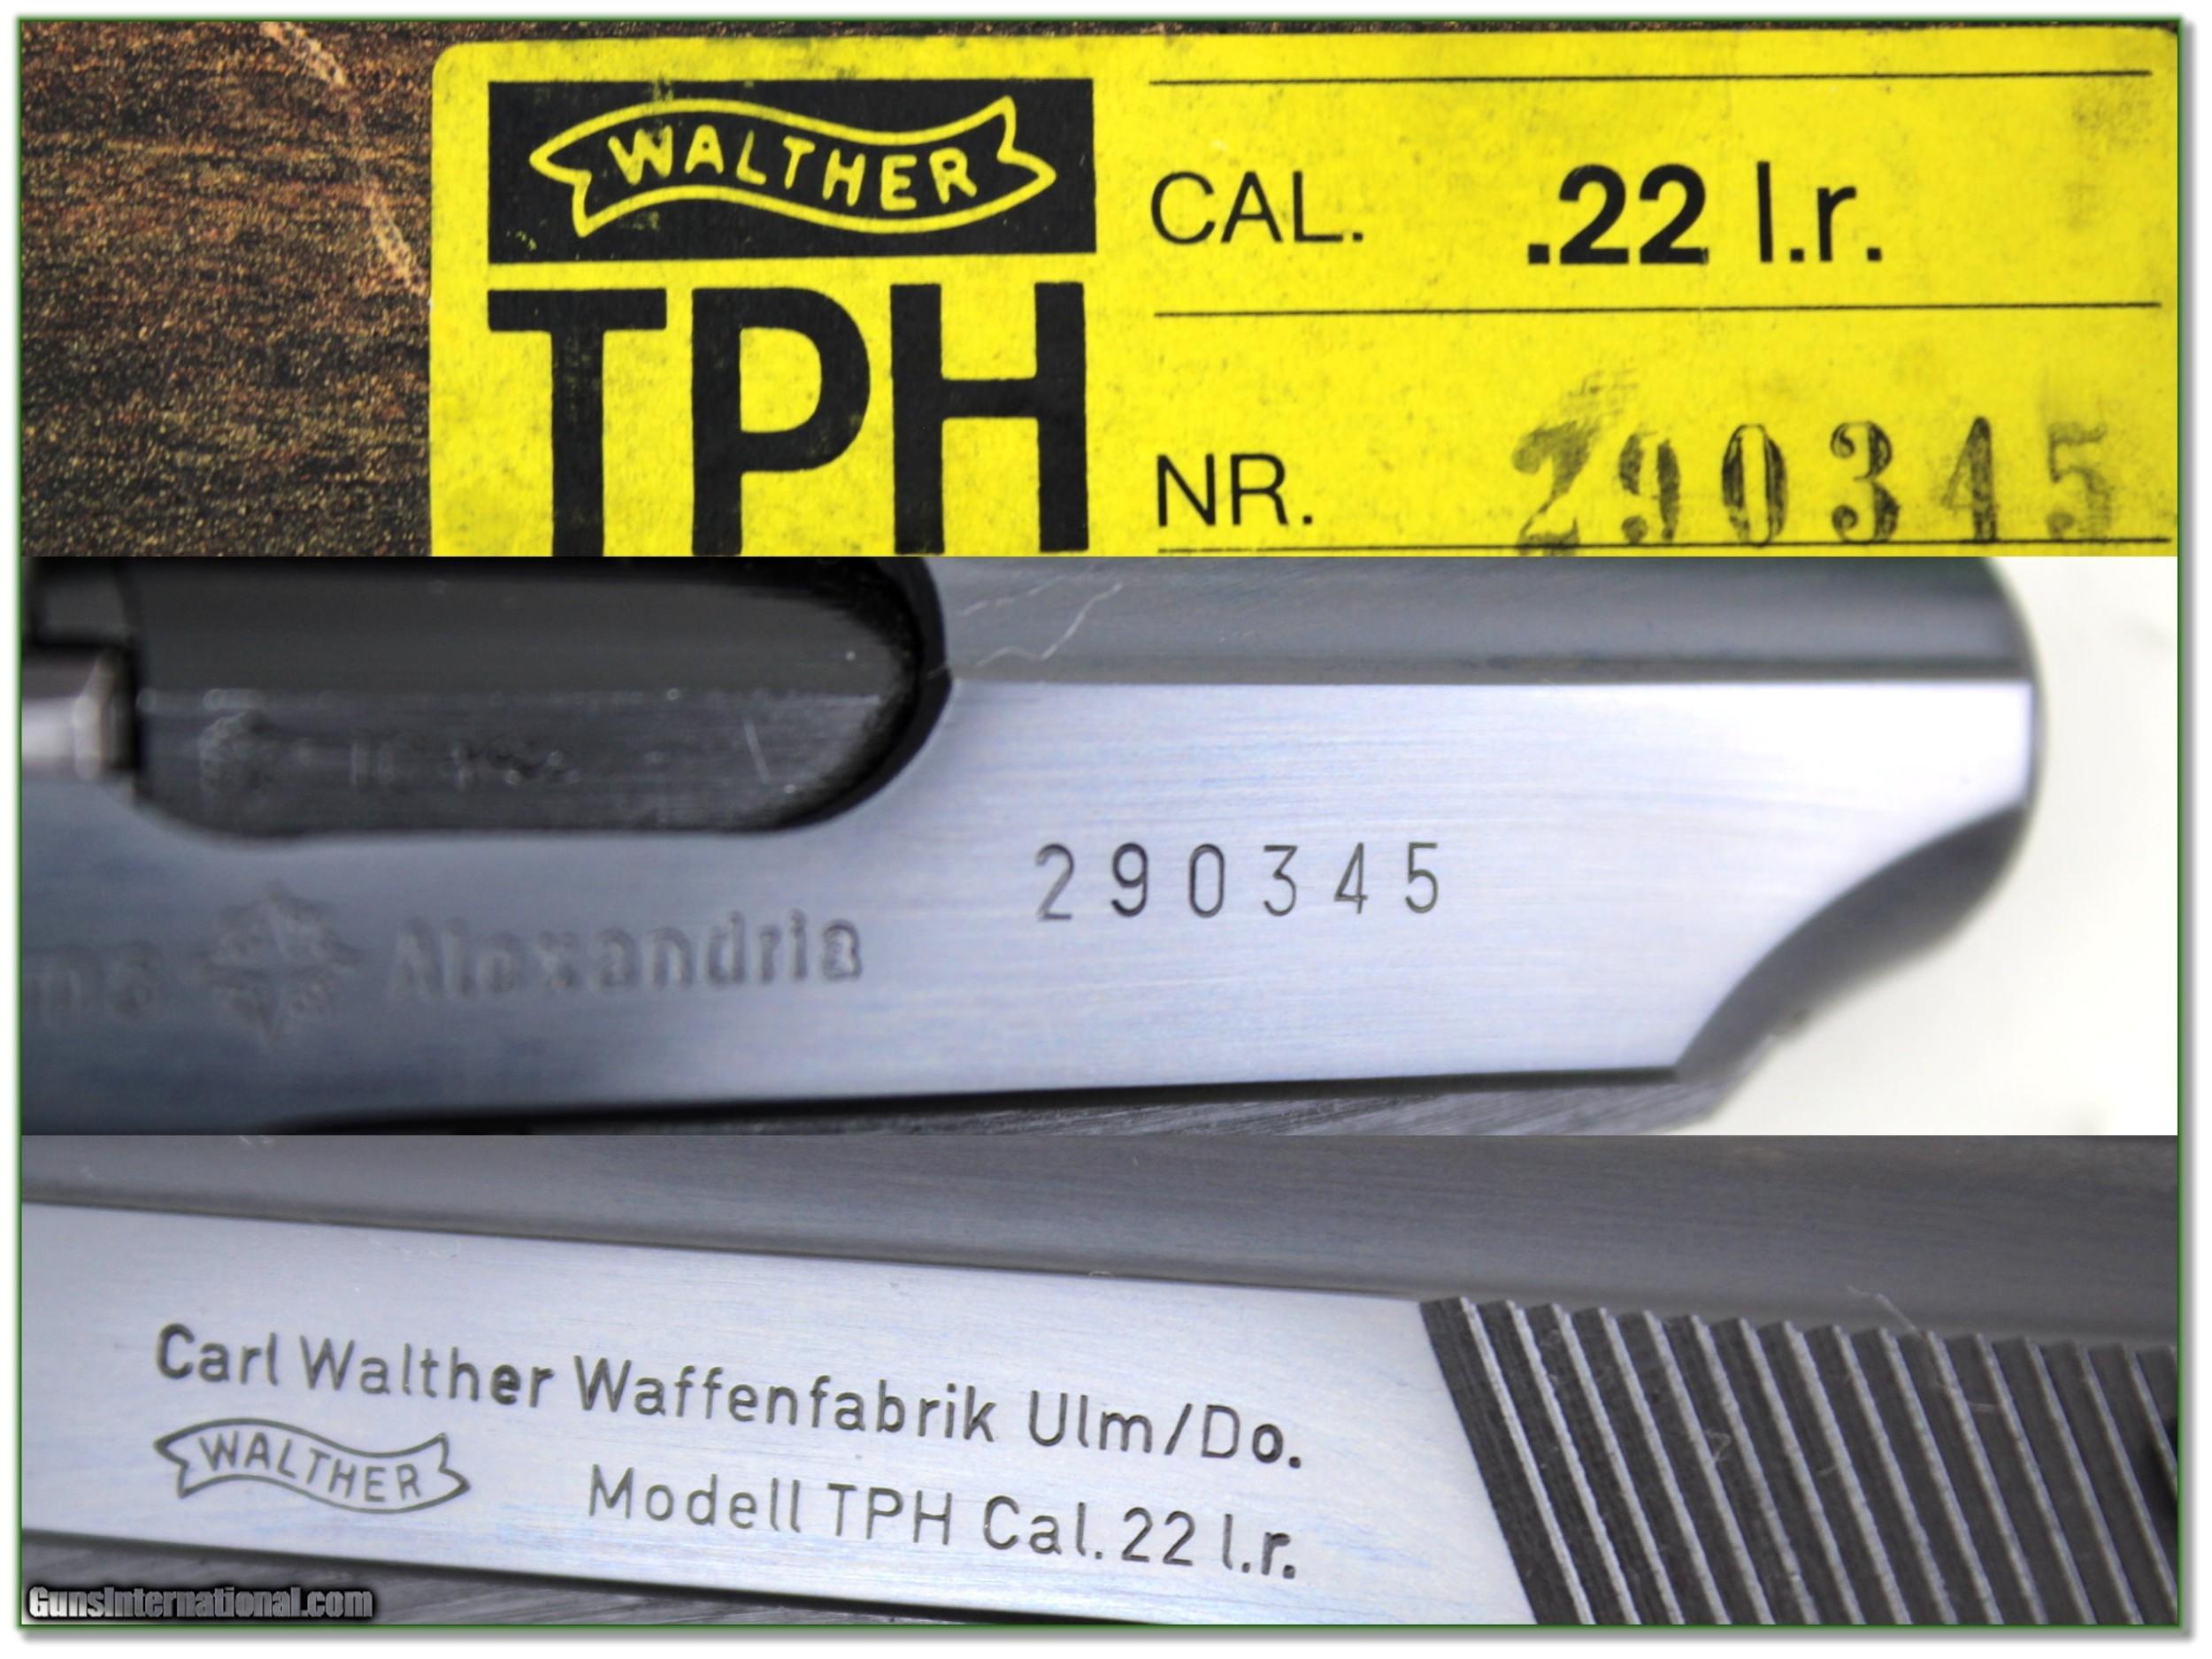 WALTHER
CAL. .22 l.r.
TPH
NR. 290345
290345
Alexandria
Carl Walther Waffenfabrik Ulm/Do.
WALTHER
Modell TPH Cal. 22 l.r.
GunsInternational.com